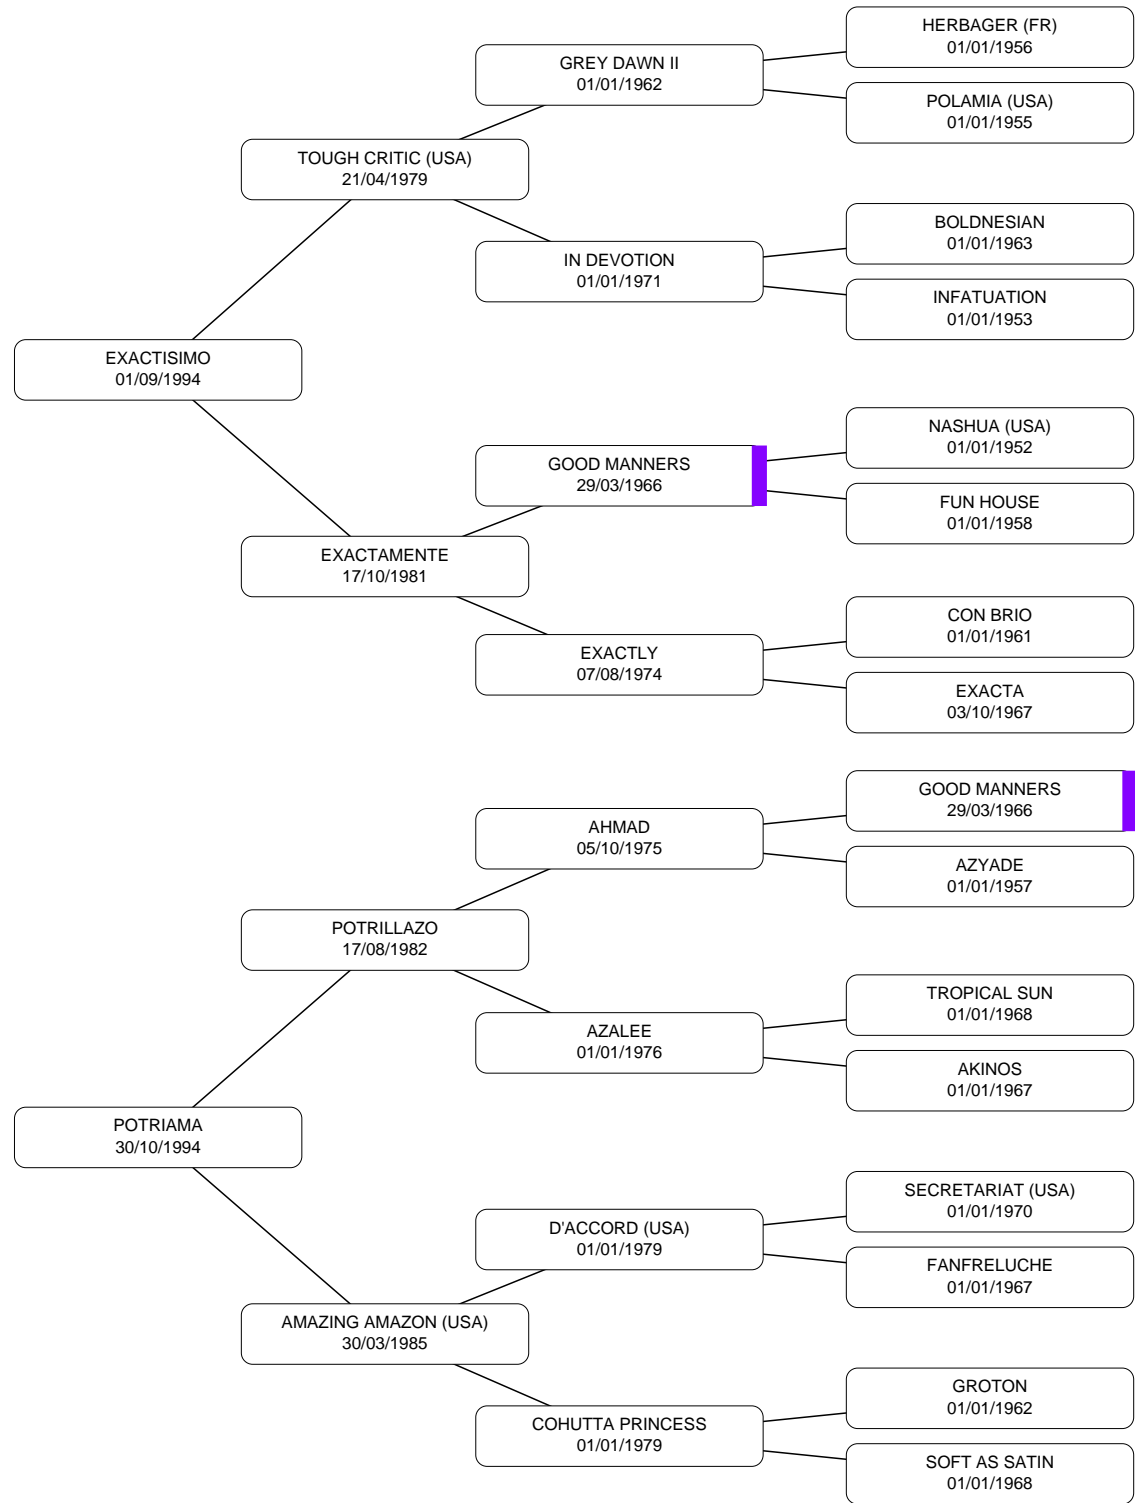 HERBAGER (FR)
01/01/1956
GREY DAWN II
01/01/1962
POLAMIA (USA)
01/01/1955
TOUGH CRITIC (USA)
21/04/1979
BOLDNESIAN
01/01/1963
IN DEVOTION
01/01/1971
INFATUATION
01/01/1953
EXACTISIMO
01/09/1994
NASHUA (USA)
01/01/1952
GOOD MANNERS
29/03/1966
FUN HOUSE
01/01/1958
EXACTAMENTE
17/10/1981
CON BRIO
01/01/1961
EXACTLY
07/08/1974
EXACTA
03/10/1967
GOOD MANNERS
29/03/1966
AHMAD
05/10/1975
AZYADE
01/01/1957
POTRILLAZO
17/08/1982
TROPICAL SUN
01/01/1968
AZALEE
01/01/1976
AKINOS
01/01/1967
POTRIAMA
30/10/1994
SECRETARIAT (USA)
01/01/1970
D'ACCORD (USA)
01/01/1979
FANFRELUCHE
01/01/1967
AMAZING AMAZON (USA)
30/03/1985
GROTON
01/01/1962
COHUTTA PRINCESS
01/01/1979
SOFT AS SATIN
01/01/1968